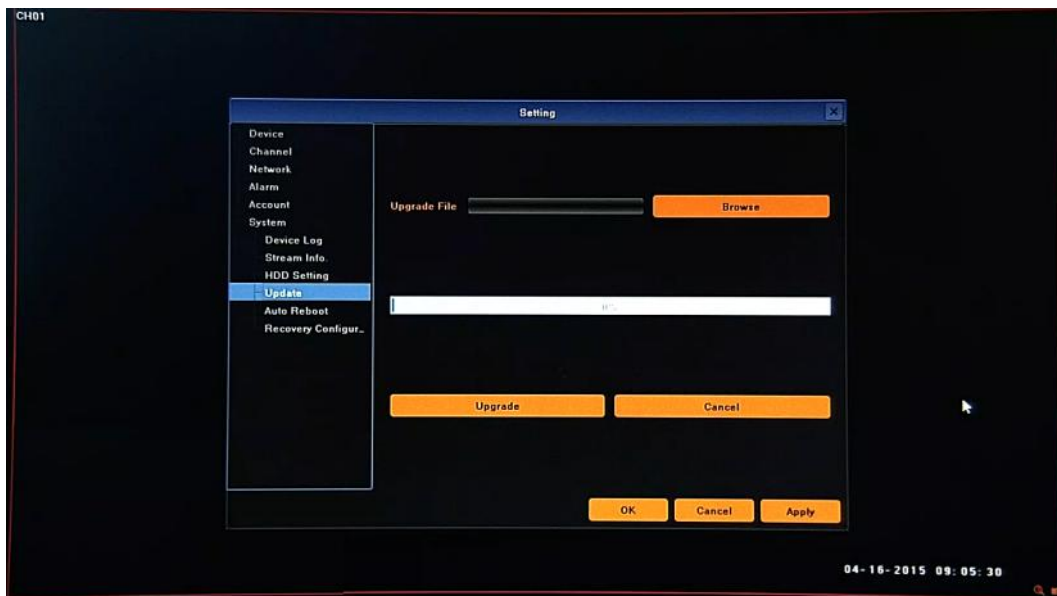 CH01
Setting
Device
Channel
Network
Alarm
Account
System
Device Log
Stream Info.
HDD Setting
Update
Auto Reboot
Recovery Configur..
Upgrade File
Browse
Upgrade
Cancel
OK
Cancel
Apply
04-16-2015 09:05:30